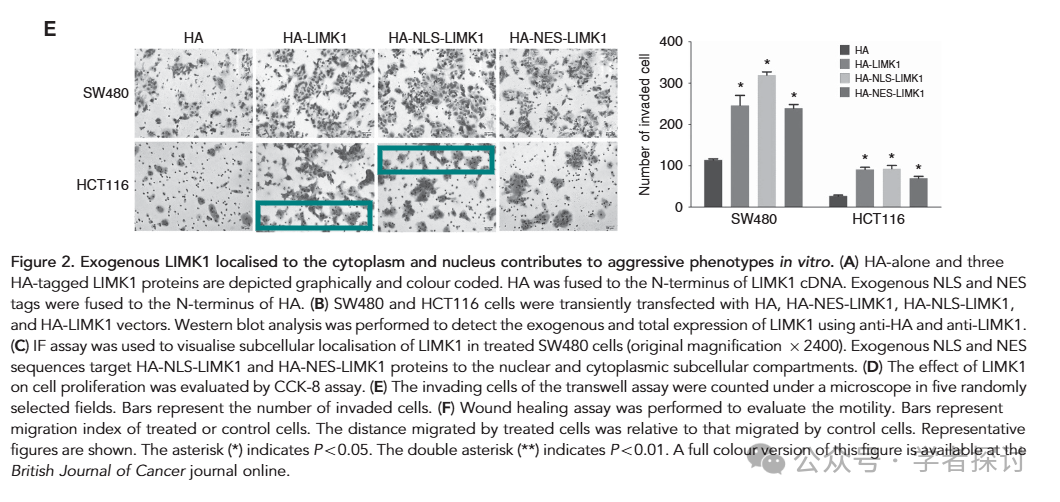 E
HA
HA-LIMK1
HA-NLS-LIMK1
HA-NES-LIMK1
SW480
HCT116
Number of invaded cell
400
300
200
100
0
HA
HA-LIMK1
HA-NLS-LIMK1
HA-NES-LIMK1
* * *
* * *
SW480
HCT116
Figure 2. Exogenous LIMK1 localised to the cytoplasm and nucleus contributes to aggressive phenotypes in vitro. (A) HA-alone and three
HA-tagged LIMK1 proteins are depicted graphically and colour coded. HA was fused to the N-terminus of LIMK1 cDNA. Exogenous NLS and NES
tags were fused to the N-terminus of HA. (B) SW480 and HCT116 cells were transiently transfected with HA, HA-NES-LIMK1, HA-NLS-LIMK1,
and HA-LIMK1 vectors. Western blot analysis was performed to detect the exogenous and total expression of LIMK1 using anti-HA and anti-LIMK1.
(C) IF assay was used to visualise subcellular localisation of LIMK1 in treated SW480 cells (original magnification × 2400). Exogenous NLS and NES
sequences target HA-NLS-LIMK1 and HA-NES-LIMK1 proteins to the nuclear and cytoplasmic subcellular compartments. (D) The effect of LIMK1
on cell proliferation was evaluated by CCK-8 assay. (E) The invading cells of the transwell assay were counted under a microscope in five randomly
selected fields. Bars represent the number of invaded cells. (F) Wound healing assay was performed to evaluate the motility. Bars represent
migration index of treated or control cells. The distance migrated by treated cells was relative to that migrated by control cells. Representative
figures are shown. The asterisk (*) indicates P<0.05. The double asterisk (**) indicates P<0.01. A full colour version of this figure is available at the
British Journal of Cancer journal online.
公众号 · 学者探讨